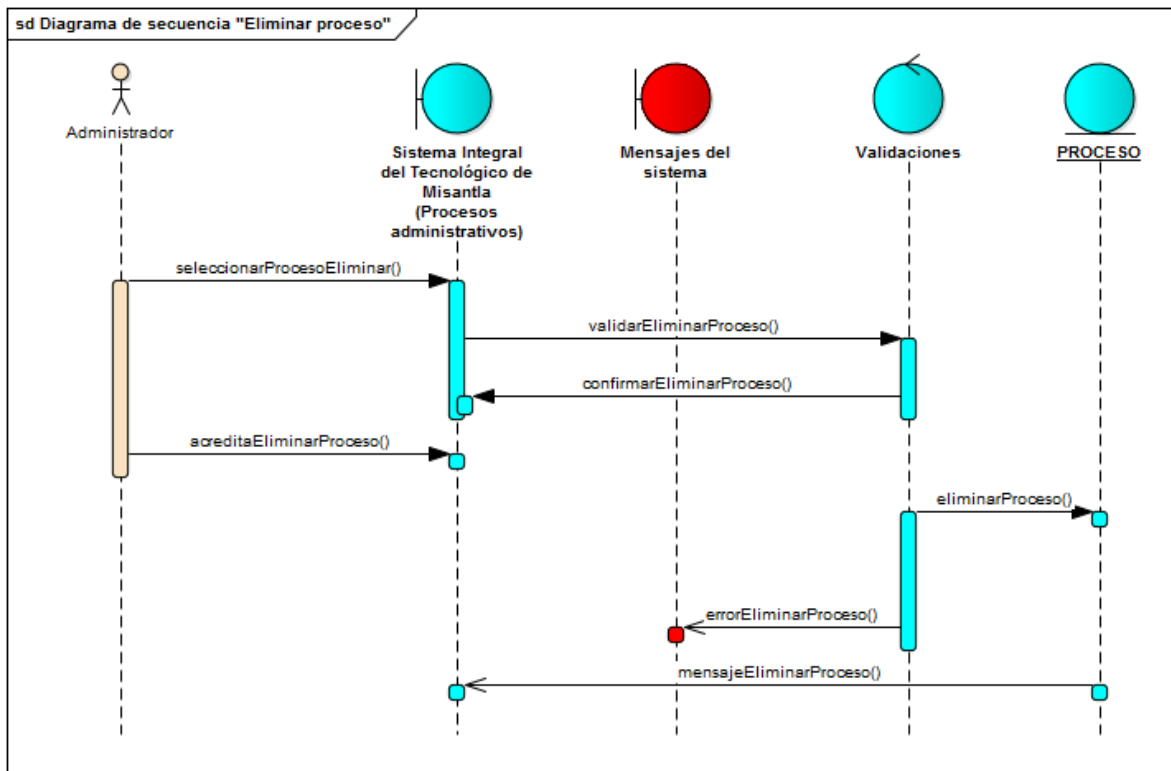 sd Diagrama de secuencia "Eliminar proceso"
Administrador
Sistema Integral
del Tecnológico de
Misantla
(Procesos
administrativos)
Mensajes del
sistema
Validaciones
PROCESO
seleccionarProcesoEliminar()
validarEliminarProceso()
confirmarEliminarProceso()
acreditaEliminarProceso()
eliminarProceso()
errorEliminarProceso()
mensajeEliminarProceso()